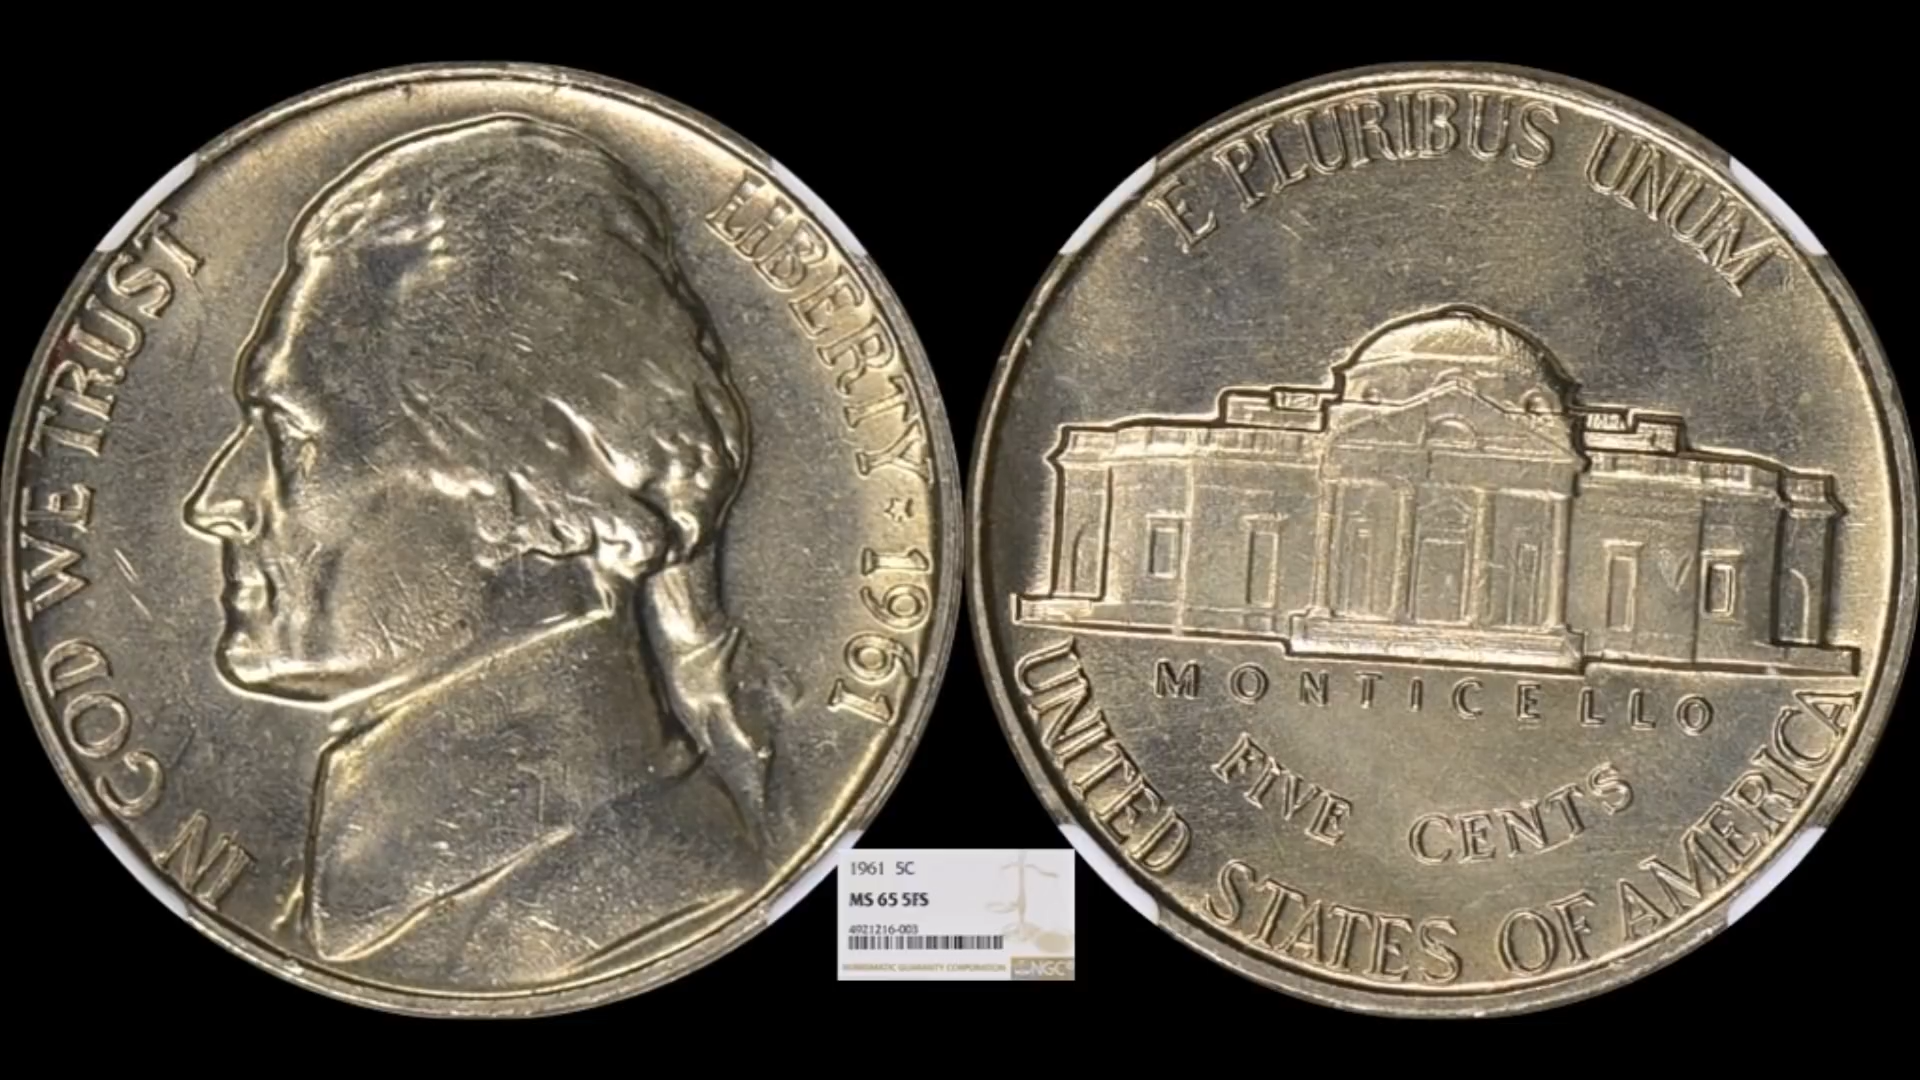 IN GOD WE TRUST
LIBERTY ★ 1961
E PLURIBUS UNUM
MONTICELLO
FIVE CENTS
UNITED STATES OF AMERICA
1961 5C
MS 65 5FS
4921216-003
NUMISMATIC GUARANTY CORPORATION
NGC